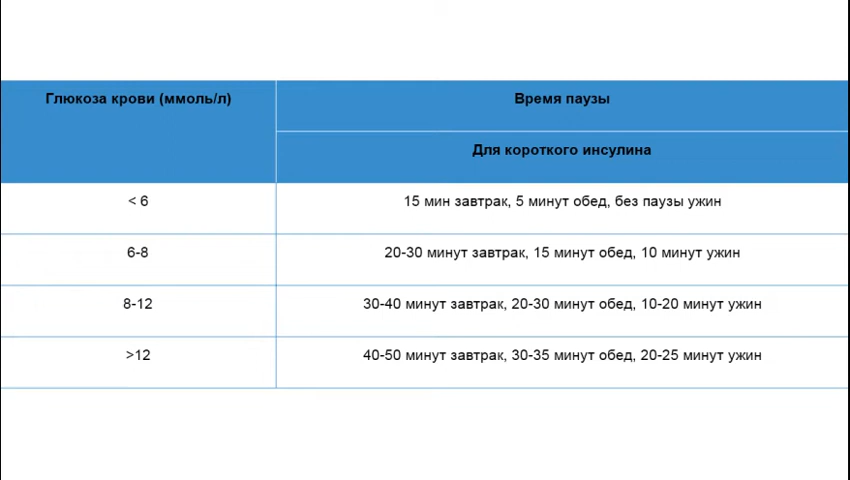 Глюкоза крови (ммоль/л)
Время паузы
Для короткого инсулина
< 6
15 мин завтрак, 5 минут обед, без паузы ужин
6-8
20-30 минут завтрак, 15 минут обед, 10 минут ужин
8-12
30-40 минут завтрак, 20-30 минут обед, 10-20 минут ужин
>12
40-50 минут завтрак, 30-35 минут обед, 20-25 минут ужин